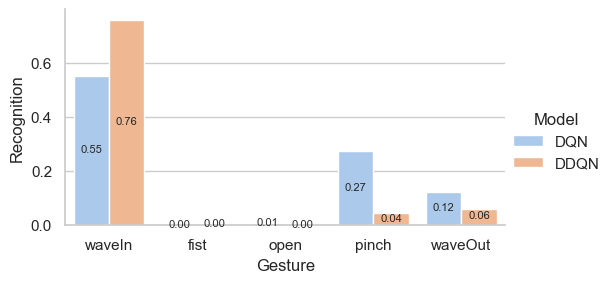 Recognition
0.6
0.4
0.2
0.0
0.55
0.76
0.00
0.00
0.01
0.00
0.27
0.04
0.12
0.06
waveIn fist open pinch waveOut
Gesture
Model
DQN
DDQN